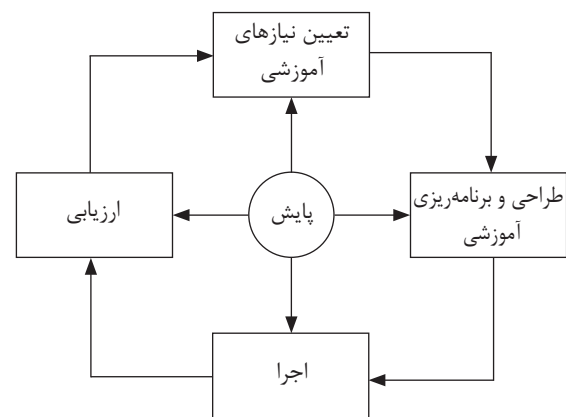 تعیین نیازهای
آموزشی
طراحی و برنامه‌ریزی
آموزشی
پایش
ارزیابی
اجرا